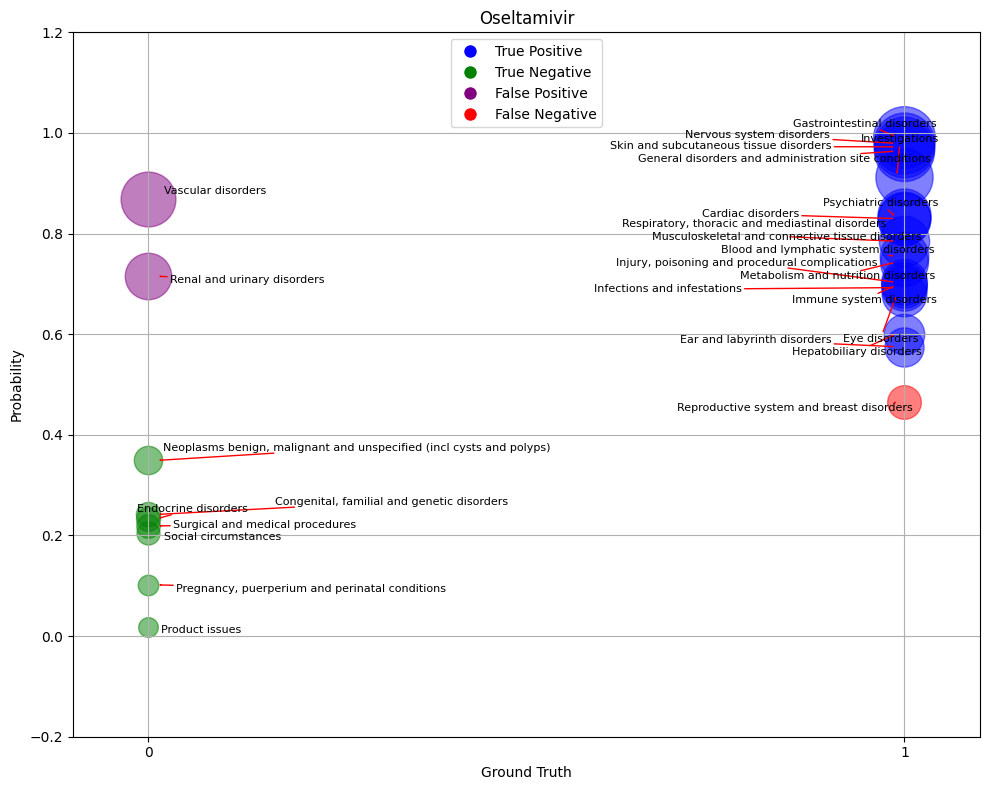 Oseltamivir
True Positive
True Negative
False Positive
False Negative
1.2
1.0
0.8
0.6
0.4
0.2
0.0
−0.2
Probability
Gastrointestinal disorders
Nervous system disorders
Investigations
Skin and subcutaneous tissue disorders
General disorders and administration site conditions
Vascular disorders
Psychiatric disorders
Cardiac disorders
Respiratory, thoracic and mediastinal disorders
Musculoskeletal and connective tissue disorders
Blood and lymphatic system disorders
Injury, poisoning and procedural complications
Metabolism and nutrition disorders
Renal and urinary disorders
Infections and infestations
Immune system disorders
Eye disorders
Ear and labyrinth disorders
Hepatobiliary disorders
Reproductive system and breast disorders
Neoplasms benign, malignant and unspecified (incl cysts and polyps)
Congenital, familial and genetic disorders
Endocrine disorders
Surgical and medical procedures
Social circumstances
Pregnancy, puerperium and perinatal conditions
Product issues
0
1
Ground Truth